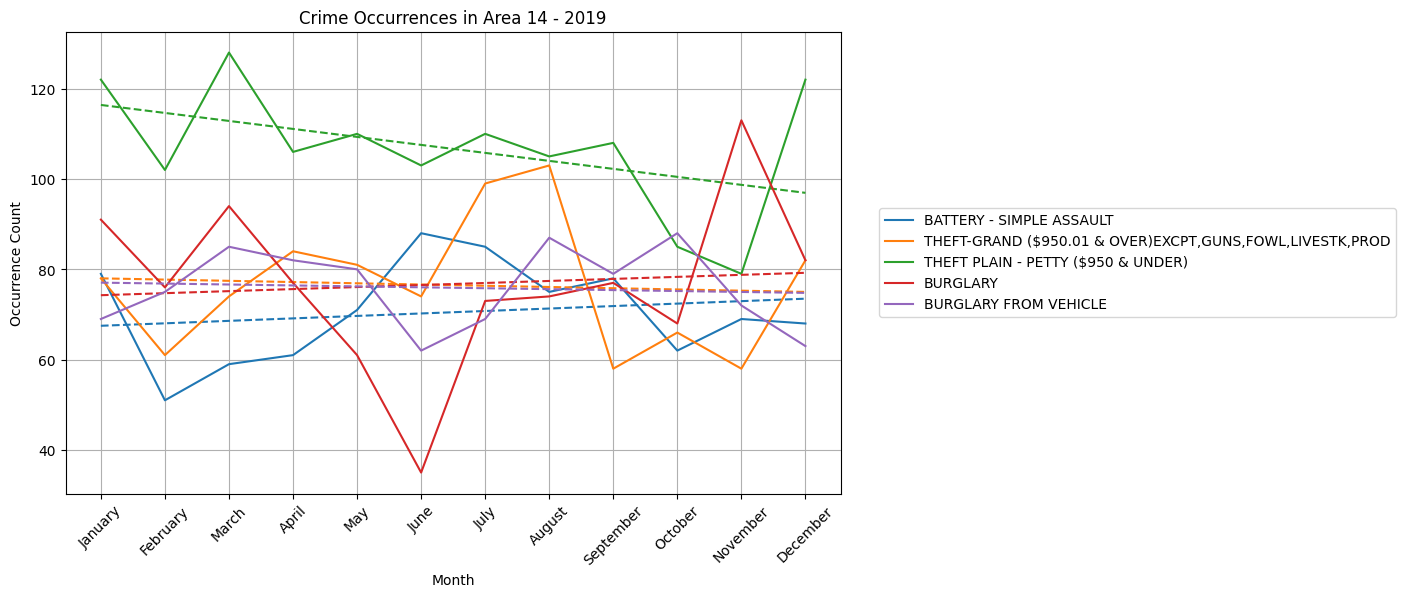 Crime Occurrences in Area 14 - 2019
Occurrence Count
120
100
80
60
40
January
February
March
April
May
June
July
August
September
October
November
December
Month
BATTERY - SIMPLE ASSAULT
THEFT-GRAND ($950.01 & OVER)EXCPT,GUNS,FOWL,LIVESTK,PROD
THEFT PLAIN - PETTY ($950 & UNDER)
BURGLARY
BURGLARY FROM VEHICLE